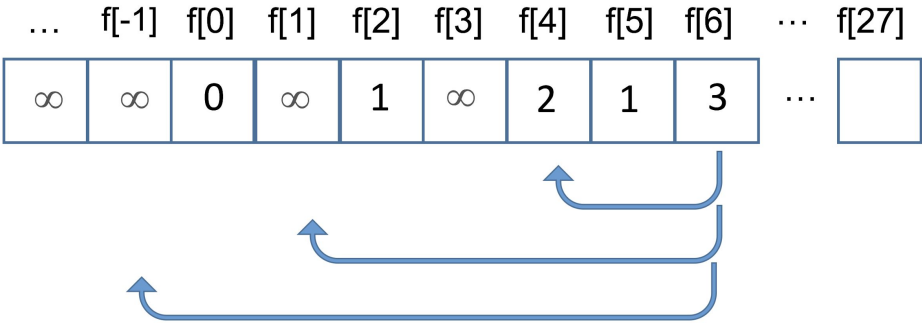 … f[-1] f[0] f[1] f[2] f[3] f[4] f[5] f[6] … f[27]
∞ ∞ 0 ∞ 1 ∞ 2 1 3 …